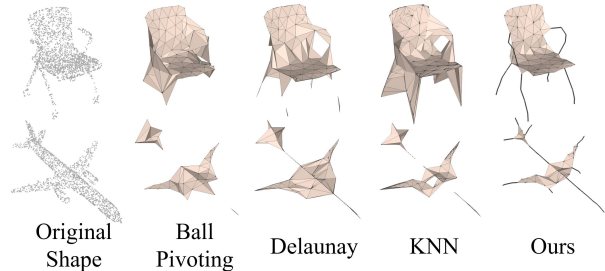 Original
Shape
Ball
Pivoting
Delaunay
KNN
Ours